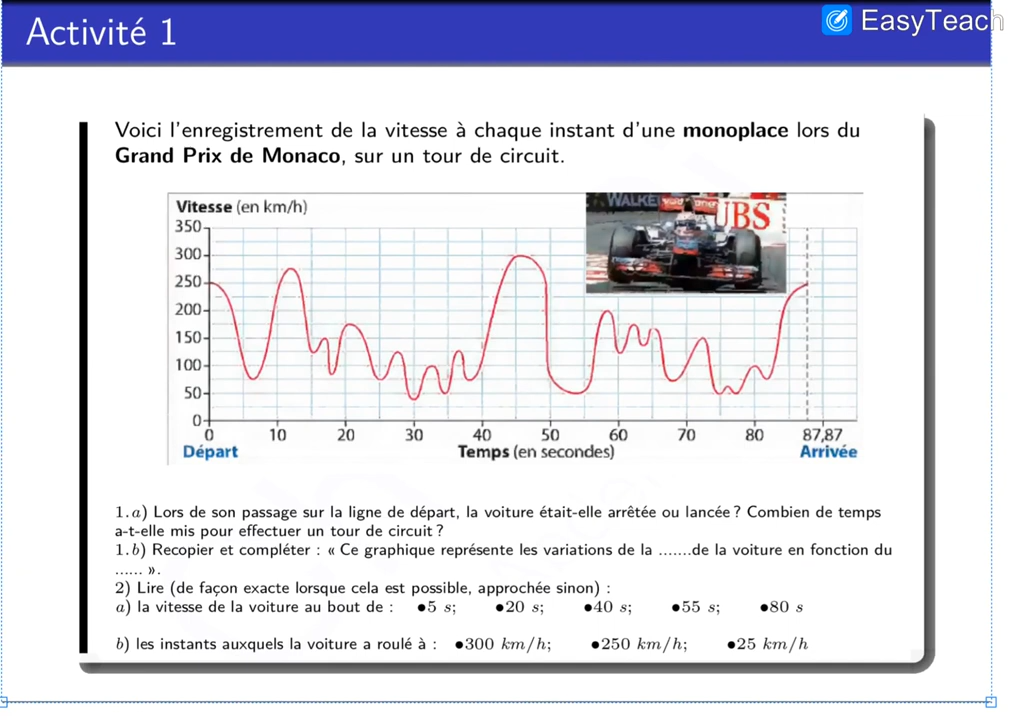 Activité 1
EasyTeach
Voici l'enregistrement de la vitesse à chaque instant d'une monoplace lors du
Grand Prix de Monaco, sur un tour de circuit.
Vitesse (en km/h)
WALKE
UBS
350
300
250
200
150
100
50
0
0 10 20 30 40 50 60 70 80 87,87
Départ Temps (en secondes) Arrivée
1.a) Lors de son passage sur la ligne de départ, la voiture était-elle arrêtée ou lancée ? Combien de temps
a-t-elle mis pour effectuer un tour de circuit ?
1.b) Recopier et compléter : « Ce graphique représente les variations de la .......de la voiture en fonction du
...... ».
2) Lire (de façon exacte lorsque cela est possible, approchée sinon) :
a) la vitesse de la voiture au bout de : •5 s; •20 s; •40 s; •55 s; •80 s
b) les instants auxquels la voiture a roulé à : •300 km/h; •250 km/h; •25 km/h